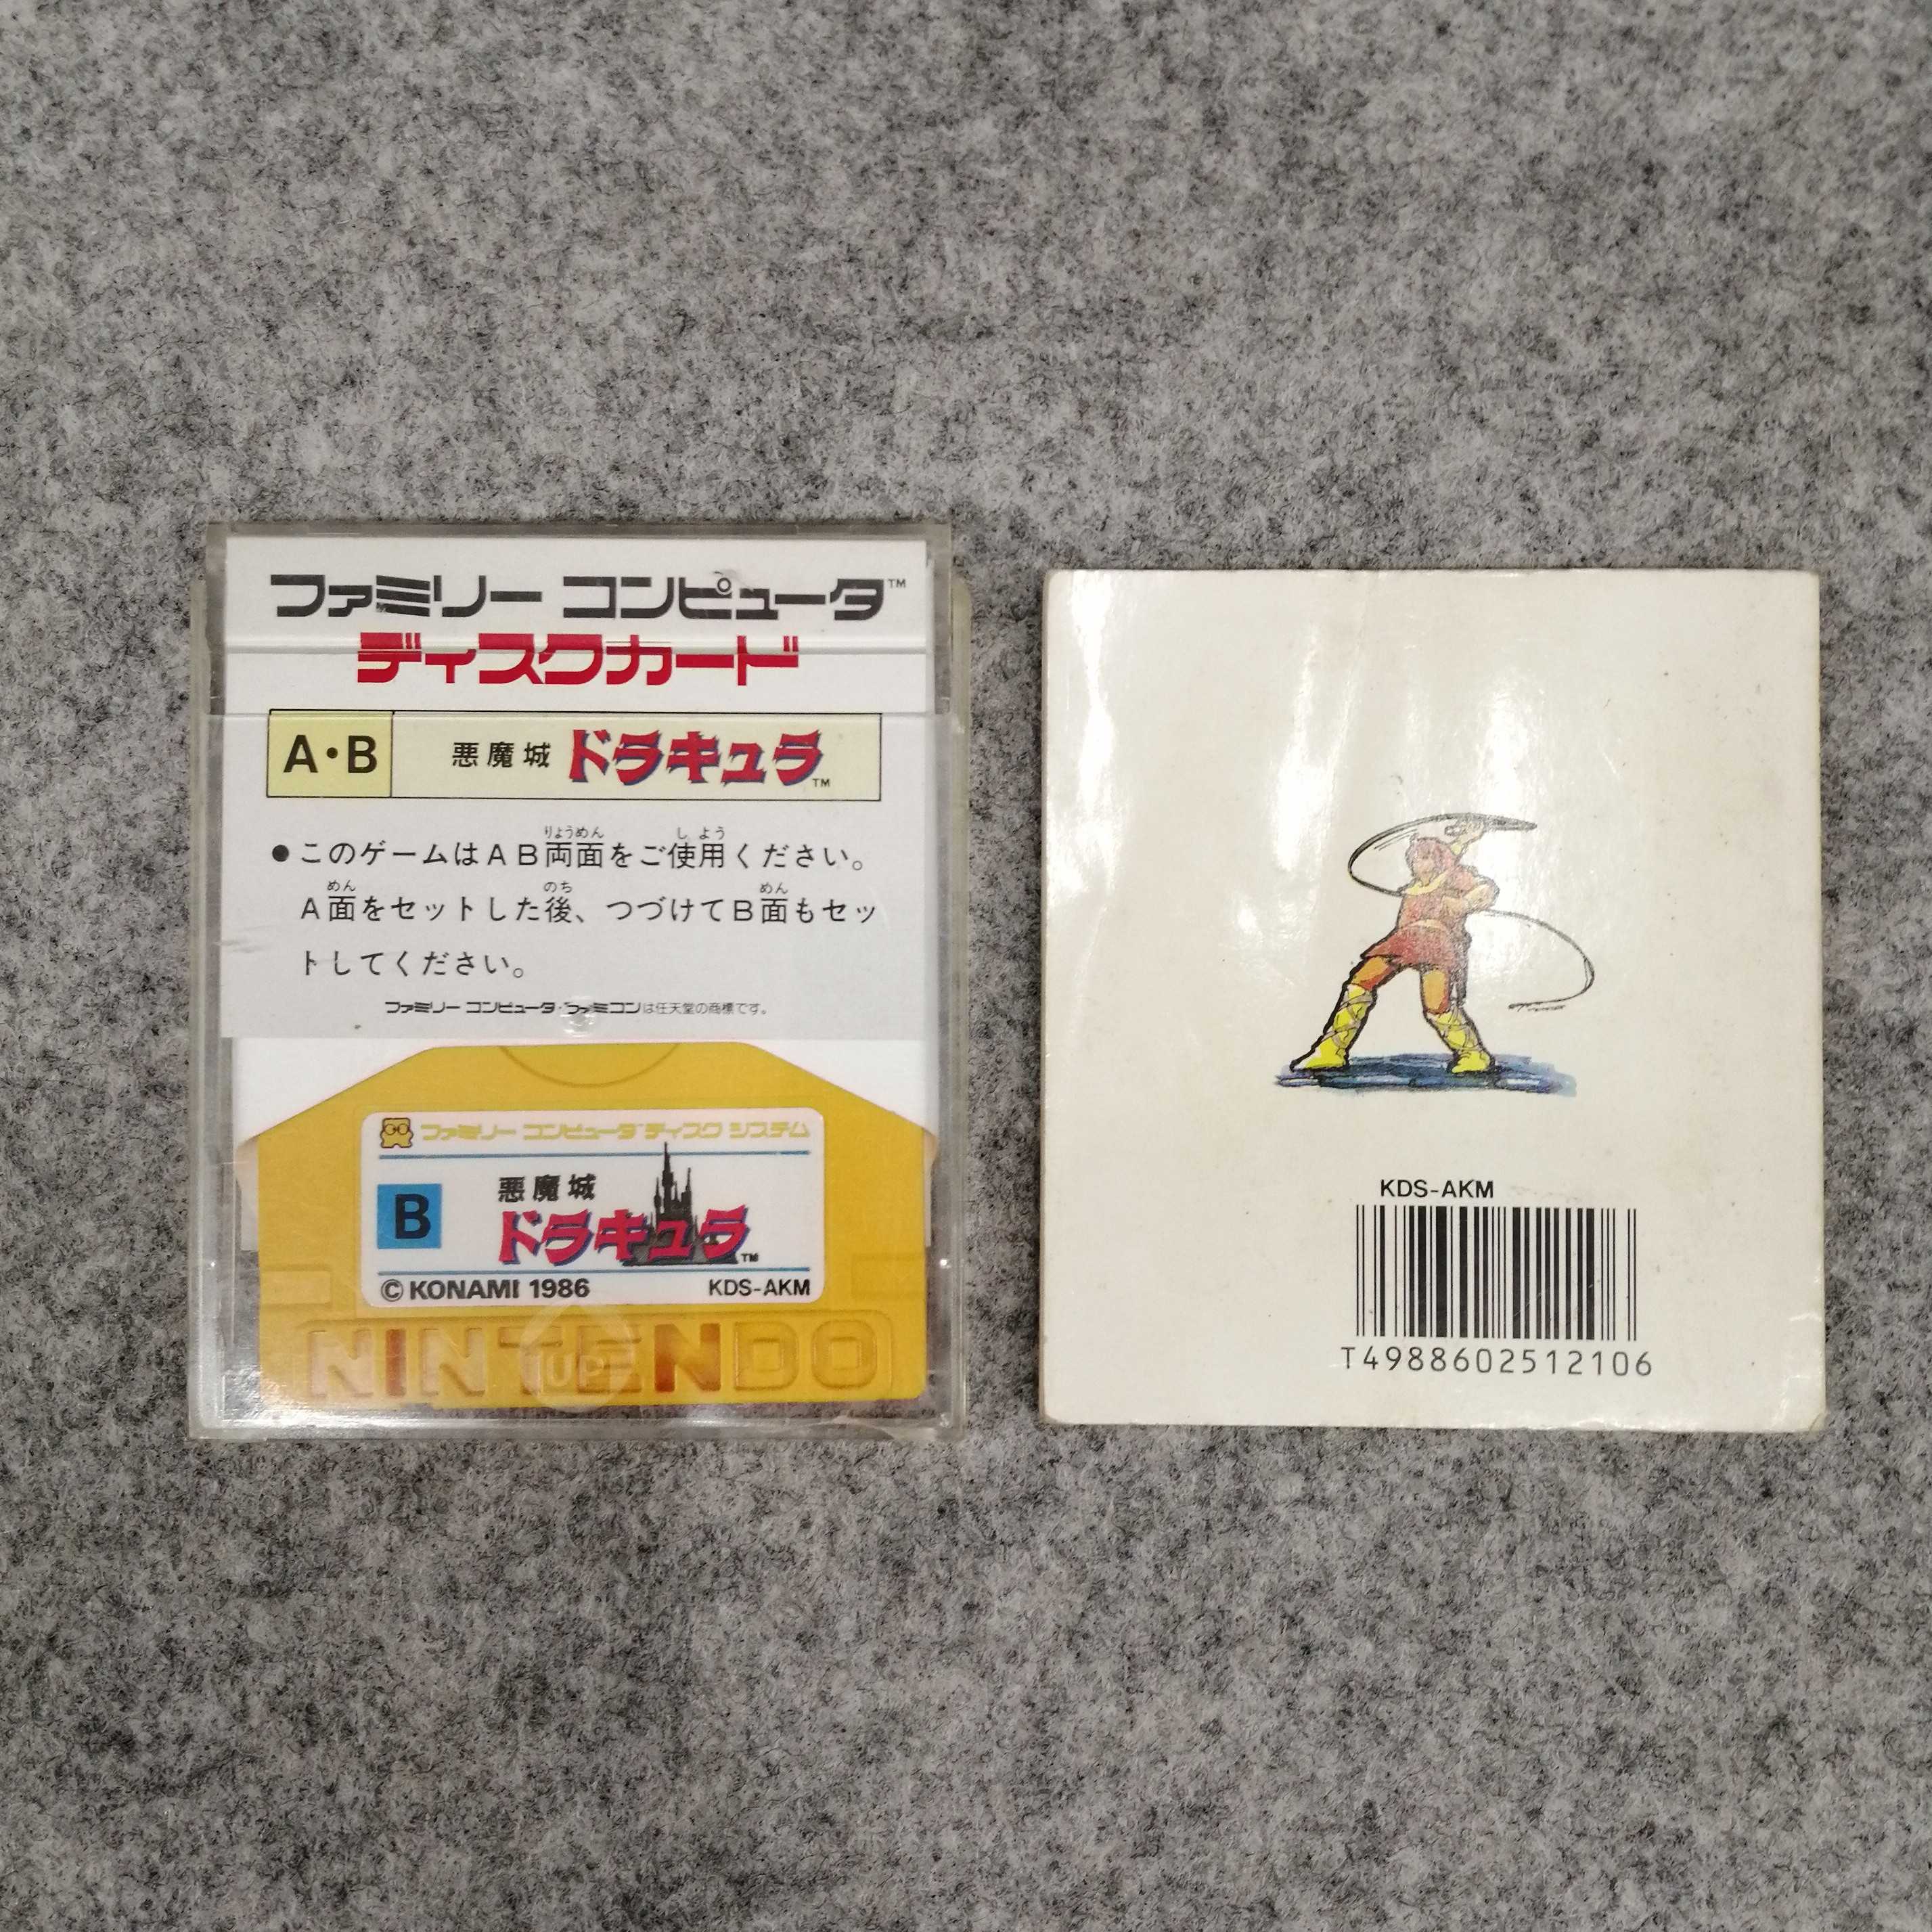 ファミリー コンピュータ™
ディスクカード
A・B
悪魔城 ドラキュラ™
●このゲームはAB両面をご使用ください。
りょうめん
しよう
A面をセットした後、つづけてB面もセッ
めん
のち
めん
トしてください。
ファミリー コンピュータ・ファミコンは任天堂の商標です。
ファミリー コンピュータ ディスク システム
B
悪魔城
ドラキュラ™
© KONAMI 1986
KDS-AKM
NINTENDO
UP
KDS-AKM
T4988602512106